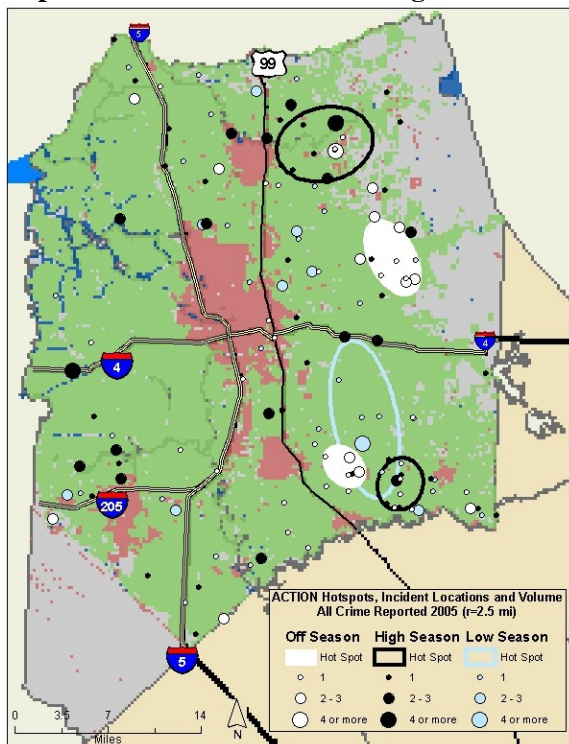 5
99
4
4
205
5
ACTION Hotspots, Incident Locations and Volume
All Crime Reported 2005 (r=2.5 mi)
Off Season High Season Low Season
Hot Spot Hot Spot Hot Spot
1 1 1
2 - 3 2 - 3 2 - 3
4 or more 4 or more 4 or more
0 3.5 7 14
Miles
N